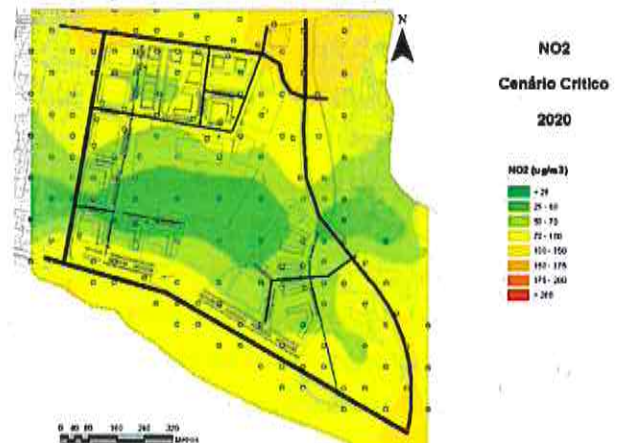 N
NO2
Cenário Crítico
2020
NO2 (ug/m3)
< 25
25 - 50
50 - 75
75 - 100
100 - 150
150 - 175
175 - 200
> 200
0 40 80 160 240 320
Meters